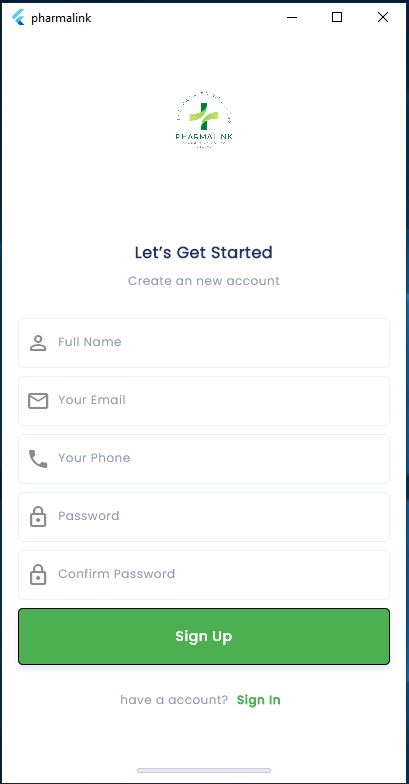 pharmalink
PHARMALINK
Let's Get Started
Create an new account
Full Name
Your Email
Your Phone
Password
Confirm Password
Sign Up
have a account? Sign In